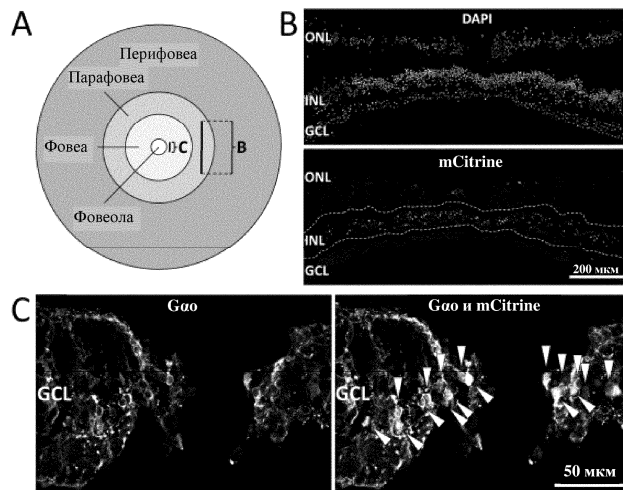 A
Перифовеа
Парафовеа
Фовеа
Фовеола
C
B
B
DAPI
ONL
INL
GCL
mCitrine
ONL
INL
GCL
200 мкм
C
Gαo
GCL
Gαo и mCitrine
GCL
50 мкм